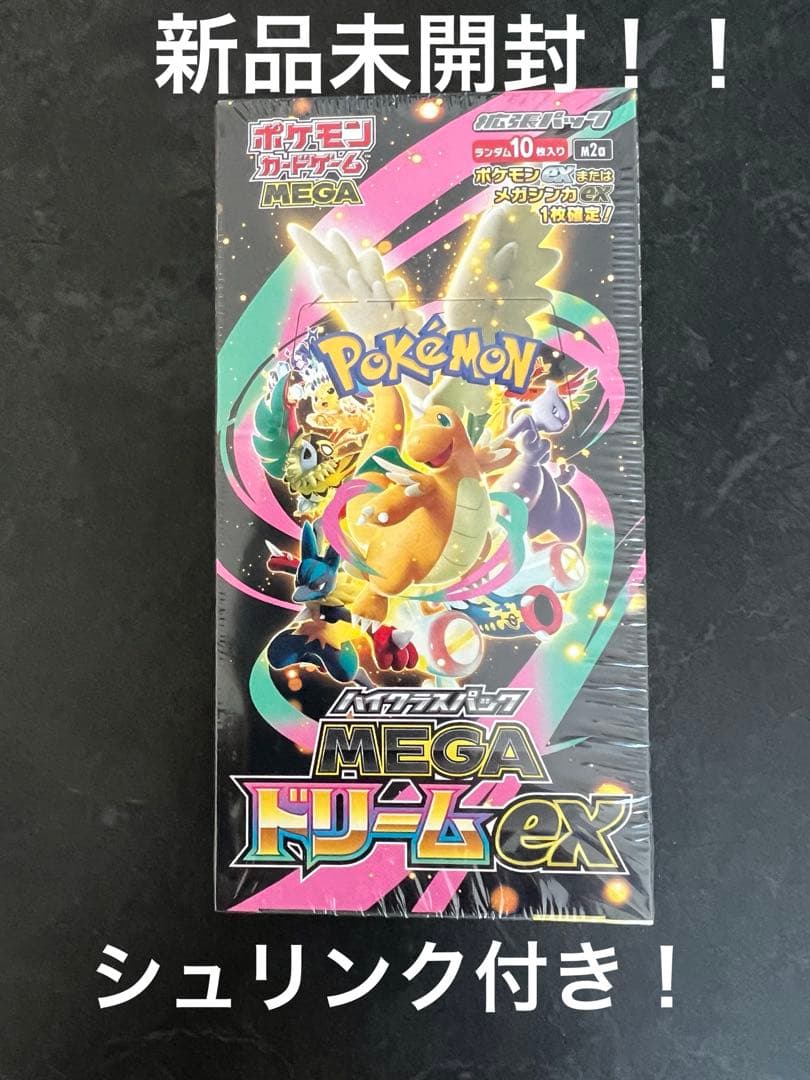 新品未開封！！
ポケモン
カードゲーム
MEGA
拡張パック
ランダム10枚入り
M2a
ポケモンexまたは
メガシンカex
1枚確定!
POKéMON
ハイクラスパック
MEGA
ドリームex
シュリンク付き！